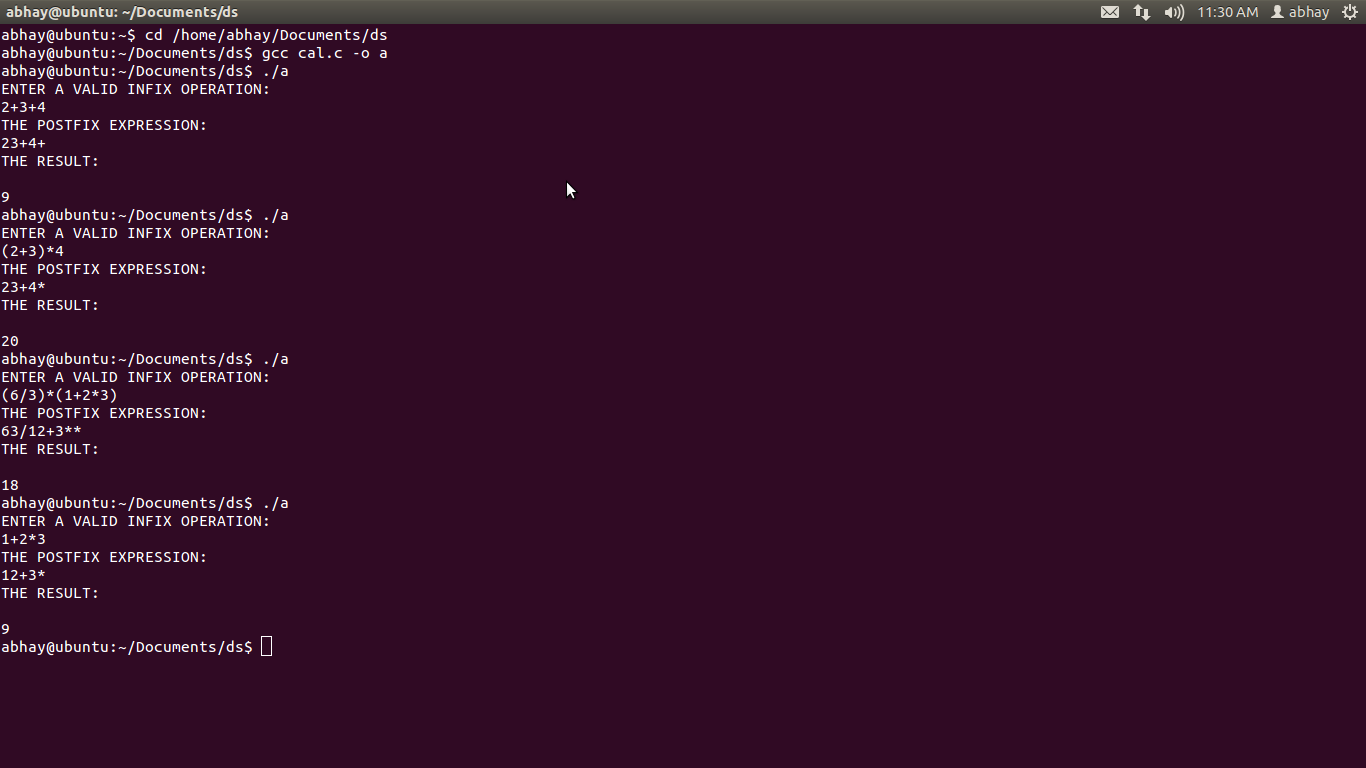 abhay@ubuntu: ~/Documents/ds
11:30 AM abhay
abhay@ubuntu:~$ cd /home/abhay/Documents/ds
abhay@ubuntu:~/Documents/ds$ gcc cal.c -o a
abhay@ubuntu:~/Documents/ds$ ./a
ENTER A VALID INFIX OPERATION:
2+3+4
THE POSTFIX EXPRESSION:
23+4+
THE RESULT:
9
abhay@ubuntu:~/Documents/ds$ ./a
ENTER A VALID INFIX OPERATION:
(2+3)*4
THE POSTFIX EXPRESSION:
23+4*
THE RESULT:
20
abhay@ubuntu:~/Documents/ds$ ./a
ENTER A VALID INFIX OPERATION:
(6/3)*(1+2*3)
THE POSTFIX EXPRESSION:
63/12+3**
THE RESULT:
18
abhay@ubuntu:~/Documents/ds$ ./a
ENTER A VALID INFIX OPERATION:
1+2*3
THE POSTFIX EXPRESSION:
12+3*
THE RESULT:
9
abhay@ubuntu:~/Documents/ds$